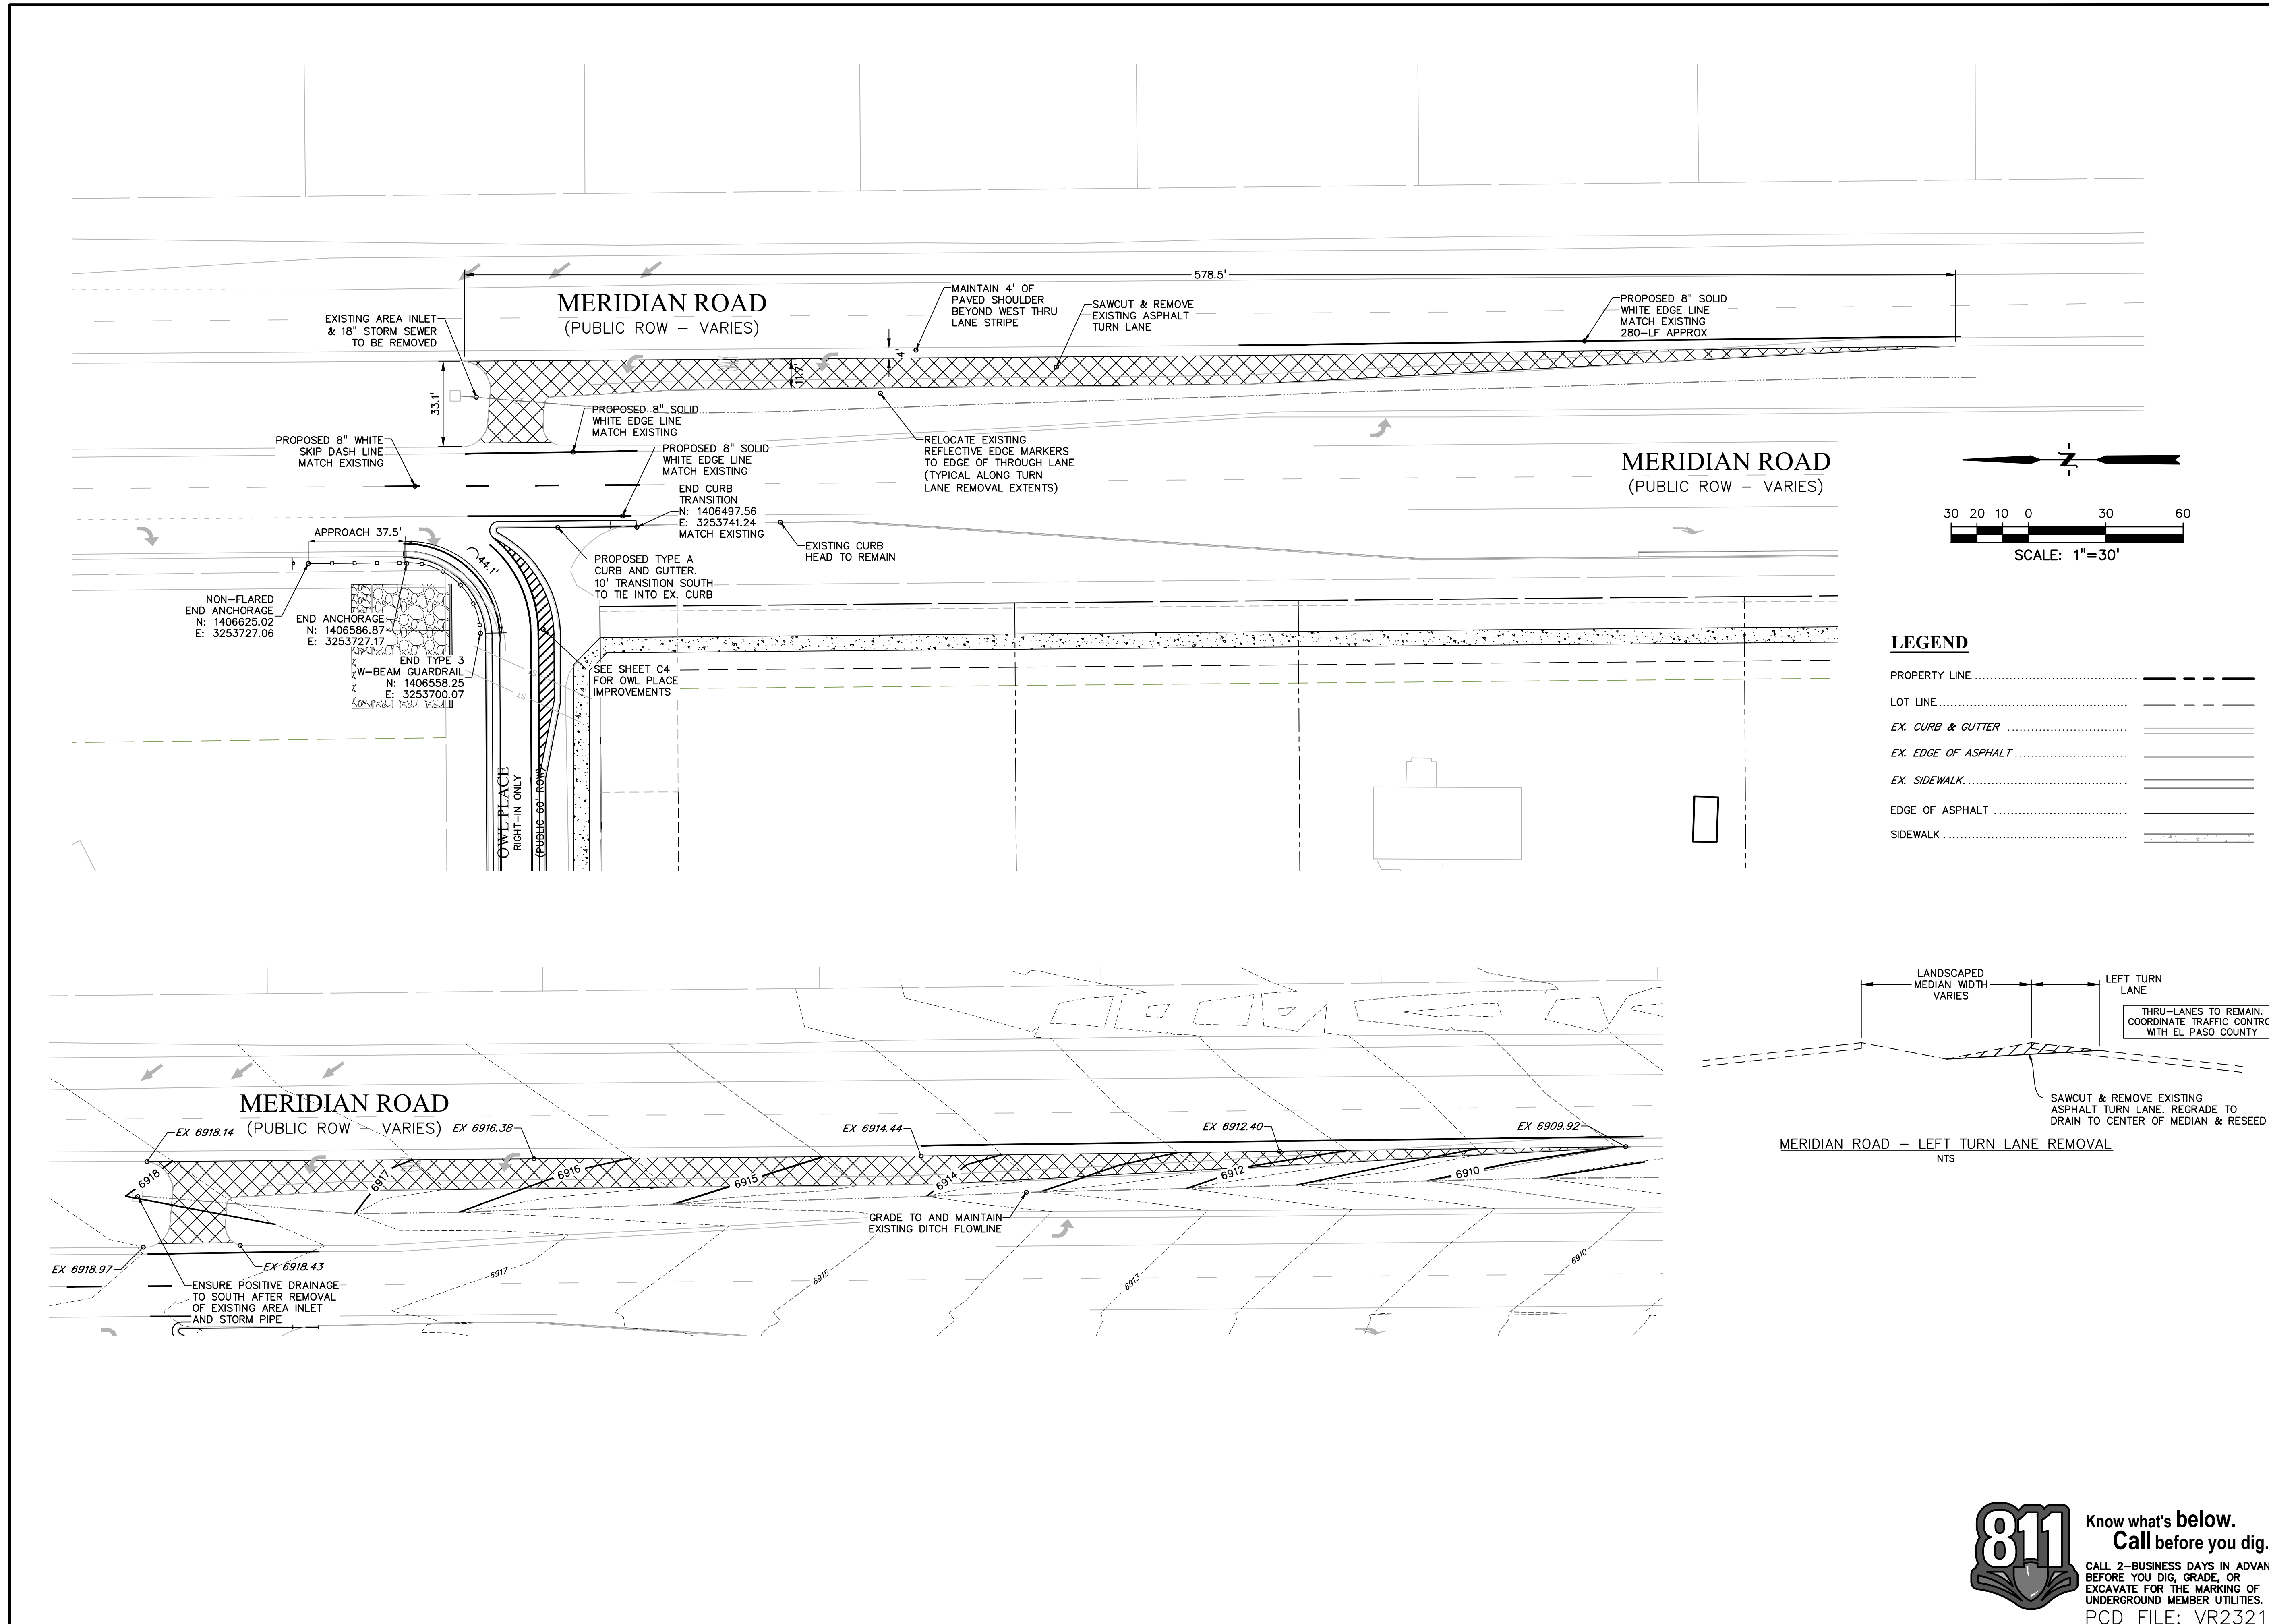 578.5'
MERIDIAN ROAD
(PUBLIC ROW – VARIES)
EXISTING AREA INLET
& 18" STORM SEWER
TO BE REMOVED
MAINTAIN 4' OF
PAVED SHOULDER
BEYOND WEST THRU
LANE STRIPE
SAWCUT & REMOVE
EXISTING ASPHALT
TURN LANE
PROPOSED 8" SOLID
WHITE EDGE LINE
MATCH EXISTING
280–LF APPROX
4'
11.7'
33.1'
PROPOSED 8" SOLID
WHITE EDGE LINE
MATCH EXISTING
PROPOSED 8" WHITE
SKIP DASH LINE
MATCH EXISTING
PROPOSED 8" SOLID
WHITE EDGE LINE
MATCH EXISTING
RELOCATE EXISTING
REFLECTIVE EDGE MARKERS
TO EDGE OF THROUGH LANE
(TYPICAL ALONG TURN
LANE REMOVAL EXTENTS)
MERIDIAN ROAD
(PUBLIC ROW – VARIES)
END CURB
TRANSITION
N: 1406497.56
E: 3253741.24
MATCH EXISTING
APPROACH 37.5'
44.1'
EXISTING CURB
HEAD TO REMAIN
PROPOSED TYPE A
CURB AND GUTTER.
10' TRANSITION SOUTH
TO TIE INTO EX. CURB
NON–FLARED
END ANCHORAGE
N: 1406625.02
E: 3253727.06
END ANCHORAGE
N: 1406586.87
E: 3253727.17
END TYPE 3
W–BEAM GUARDRAIL
N: 1406558.25
E: 3253700.07
SEE SHEET C4
FOR OWL PLACE
IMPROVEMENTS
ST
ST
OWL PLACE
RIGHT–IN ONLY
(PUBLIC 60' ROW)
N
30 20 10 0 30 60
SCALE: 1"=30'
LEGEND
PROPERTY LINE
LOT LINE
EX. CURB & GUTTER
EX. EDGE OF ASPHALT
EX. SIDEWALK
EDGE OF ASPHALT
SIDEWALK
MERIDIAN ROAD
(PUBLIC ROW – VARIES)
EX 6918.14
EX 6916.38
EX 6914.44
EX 6912.40
EX 6909.92
6918
6917
6916
6915
6914
6912
6910
GRADE TO AND MAINTAIN
EXISTING DITCH FLOWLINE
EX 6918.97
EX 6918.43
ENSURE POSITIVE DRAINAGE
TO SOUTH AFTER REMOVAL
OF EXISTING AREA INLET
AND STORM PIPE
6917
6915
6913
6910
LANDSCAPED
MEDIAN WIDTH
VARIES
LEFT TURN
LANE
THRU–LANES TO REMAIN.
COORDINATE TRAFFIC CONTRO
WITH EL PASO COUNTY
SAWCUT & REMOVE EXISTING
ASPHALT TURN LANE. REGRADE TO
DRAIN TO CENTER OF MEDIAN & RESEED
MERIDIAN ROAD – LEFT TURN LANE REMOVAL
NTS
811
Know what's below.
Call before you dig.
CALL 2–BUSINESS DAYS IN ADVAN
BEFORE YOU DIG, GRADE, OR
EXCAVATE FOR THE MARKING OF
UNDERGROUND MEMBER UTILITIES.
PCD FILE: VR2321